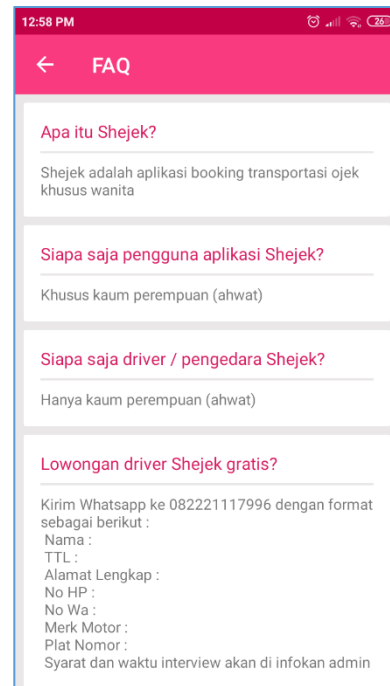 12:58 PM
26
FAQ
Apa itu Shejek?
Shejek adalah aplikasi booking transportasi ojek
khusus wanita
Siapa saja pengguna aplikasi Shejek?
Khusus kaum perempuan (ahwat)
Siapa saja driver / pengedara Shejek?
Hanya kaum perempuan (ahwat)
Lowongan driver Shejek gratis?
Kirim Whatsapp ke 082221117996 dengan format
sebagai berikut :
Nama :
TTL :
Alamat Lengkap :
No HP :
No Wa :
Merk Motor :
Plat Nomor :
Syarat dan waktu interview akan di infokan admin